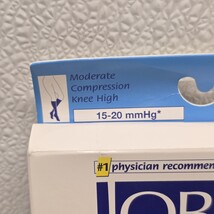 Moderate
Compression
Knee High
15-20 mmHg*
#1 physician recommen